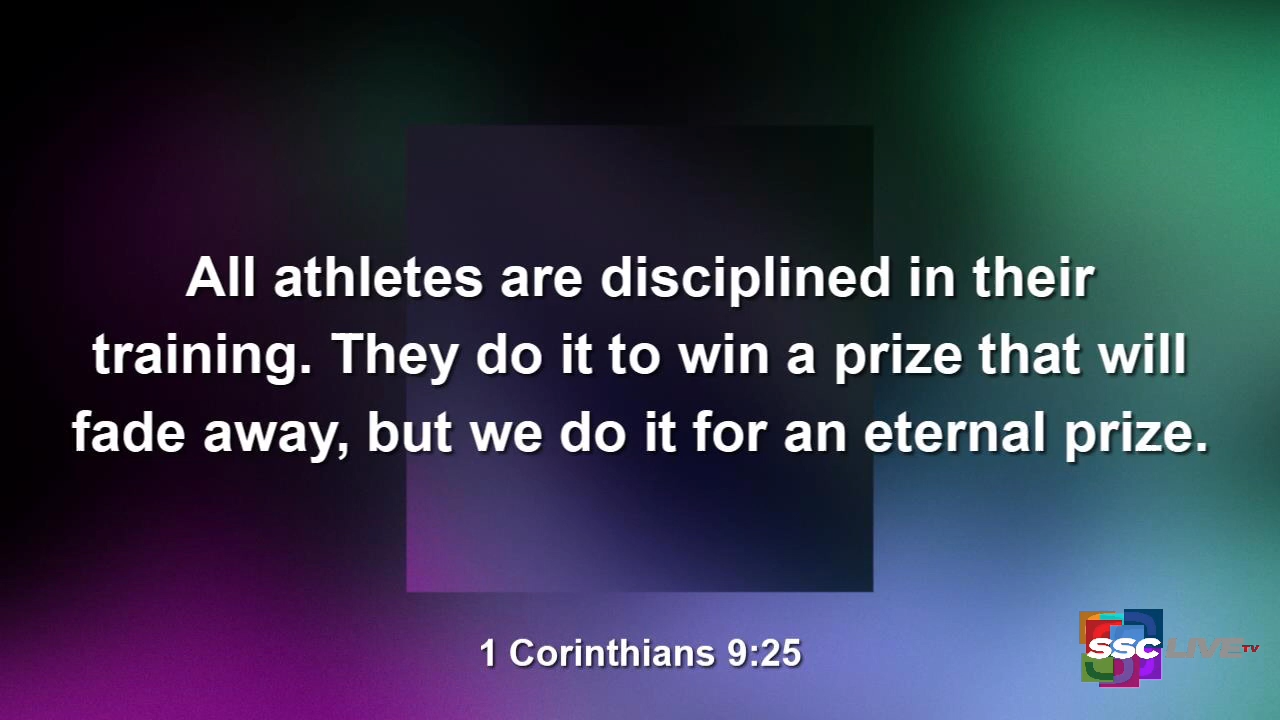 All athletes are disciplined in their
training. They do it to win a prize that will
fade away, but we do it for an eternal prize.
1 Corinthians 9:25
SSC LIVE TV